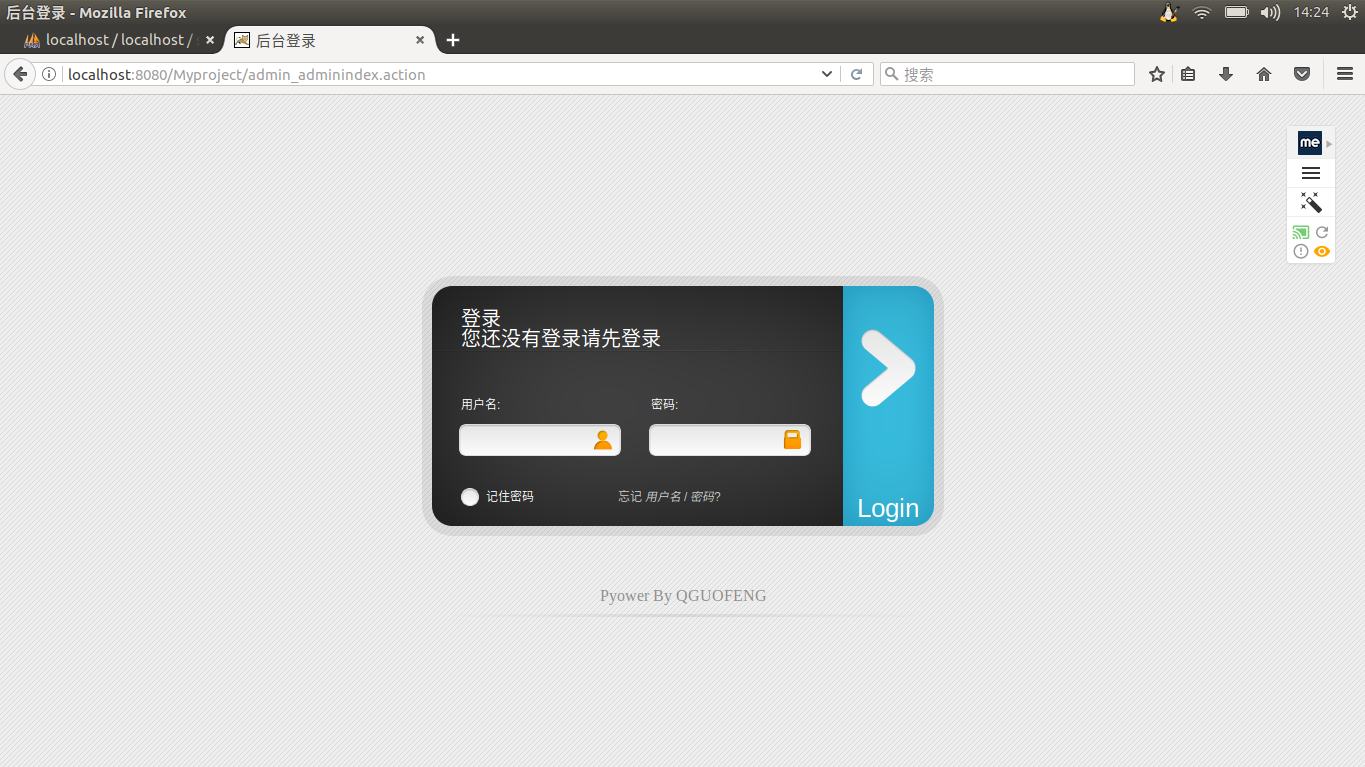 后台登录 - Mozilla Firefox
14:24
localhost / localhost /
后台登录
localhost:8080/Myproject/admin_adminindex.action
搜索
me
登录
您还没有登录请先登录
用户名:
密码:
记住密码
忘记 用户名 / 密码?
Login
Pyower By QGUOFENG